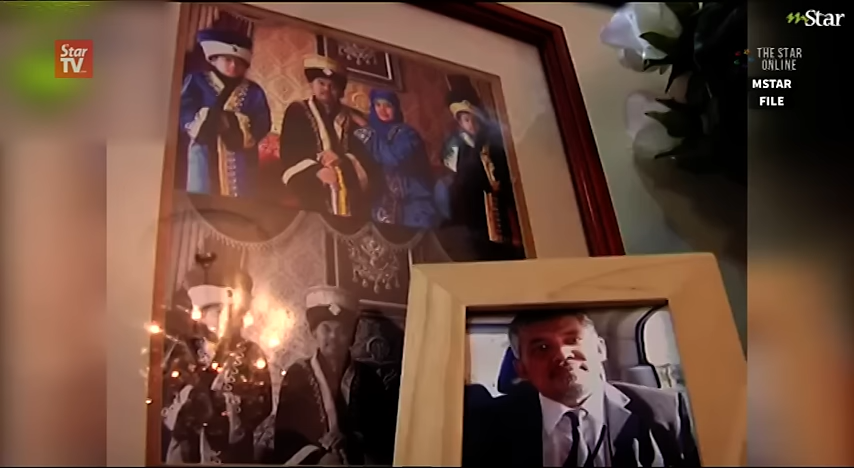 Star
TV
mStar
THE STAR
ONLINE
MSTAR
FILE